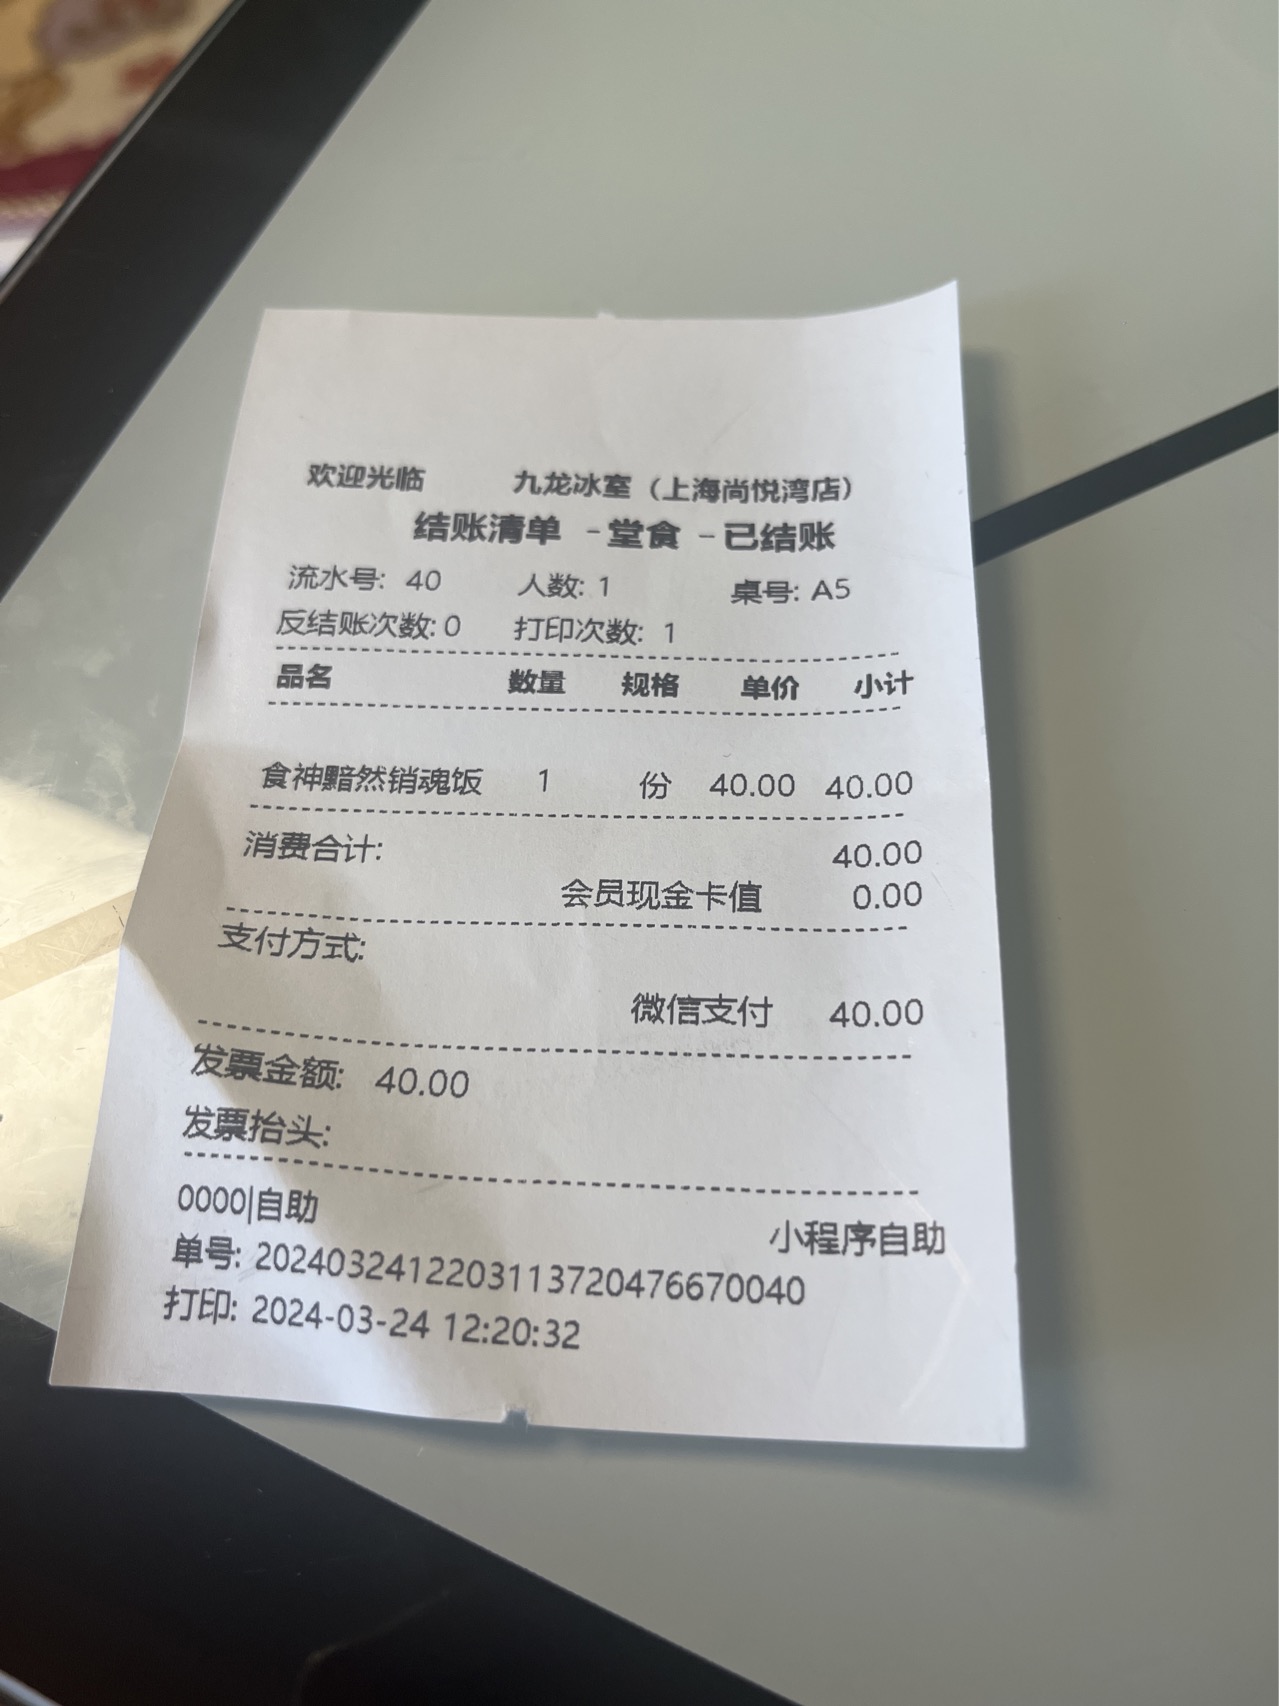 欢迎光临 九龙冰室（上海尚悦湾店）
结账清单 -堂食 -已结账
流水号: 40 人数: 1 桌号: A5
反结账次数: 0 打印次数: 1
品名 数量 规格 单价 小计
食神黯然销魂饭 1 份 40.00 40.00
消费合计: 40.00
会员现金卡值 0.00
支付方式:
微信支付 40.00
发票金额: 40.00
发票抬头:
0000|自助 小程序自助
单号: 20240324122031137204766​70040
打印: 2024-03-24 12:20:32